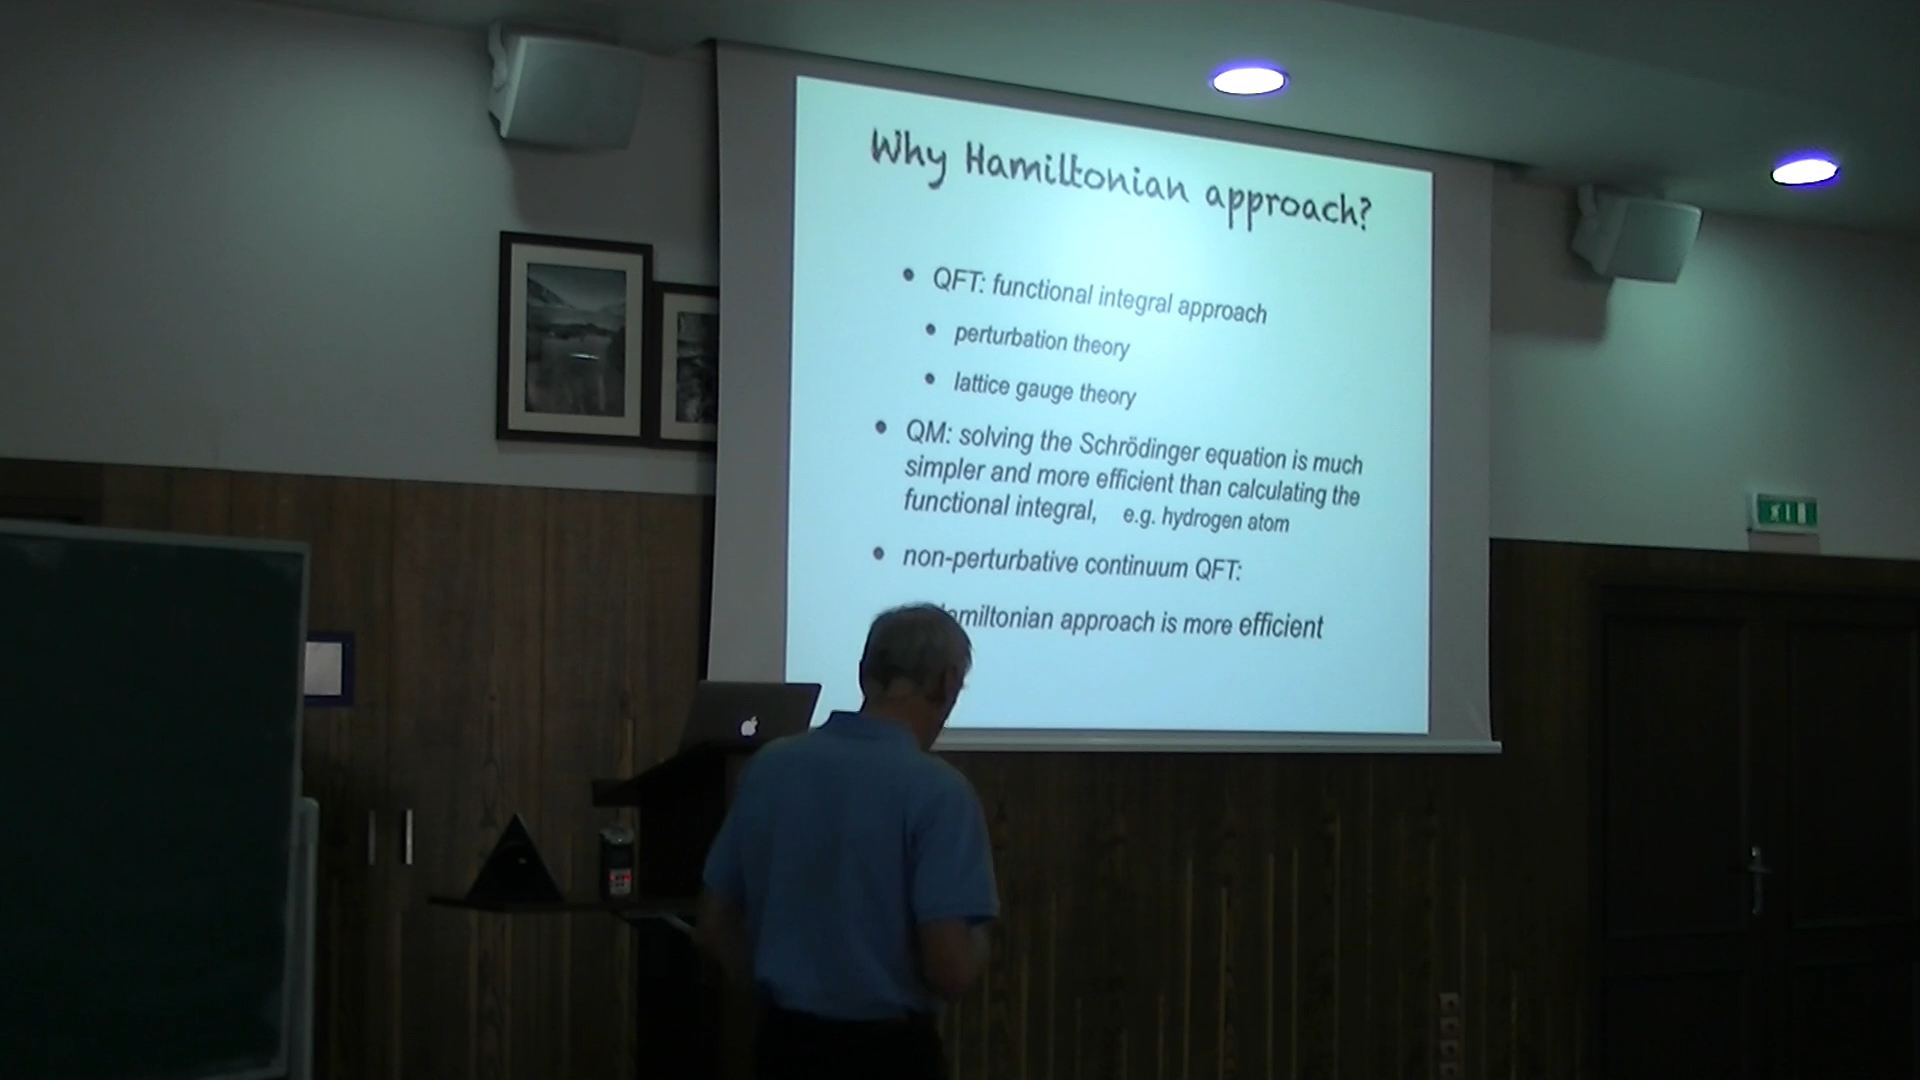 Why Hamiltonian approach?
• QFT: functional integral approach
• perturbation theory
• lattice gauge theory
• QM: solving the Schrödinger equation is much
simpler and more efficient than calculating the
functional integral, e.g. hydrogen atom
• non-perturbative continuum QFT:
amiltonian approach is more efficient